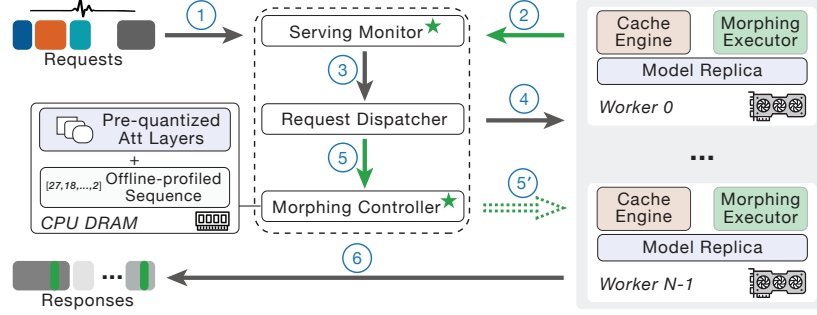 1
2
Requests
Serving Monitor
Cache
Engine
Morphing
Executor
Model Replica
Worker 0
3
4
Request Dispatcher
Pre-quantized
Att Layers
+
[27,18,...,2]
Offline-profiled
Sequence
CPU DRAM
5
5′
Morphing Controller
...
Cache
Engine
Morphing
Executor
Model Replica
Worker N-1
6
...
Responses